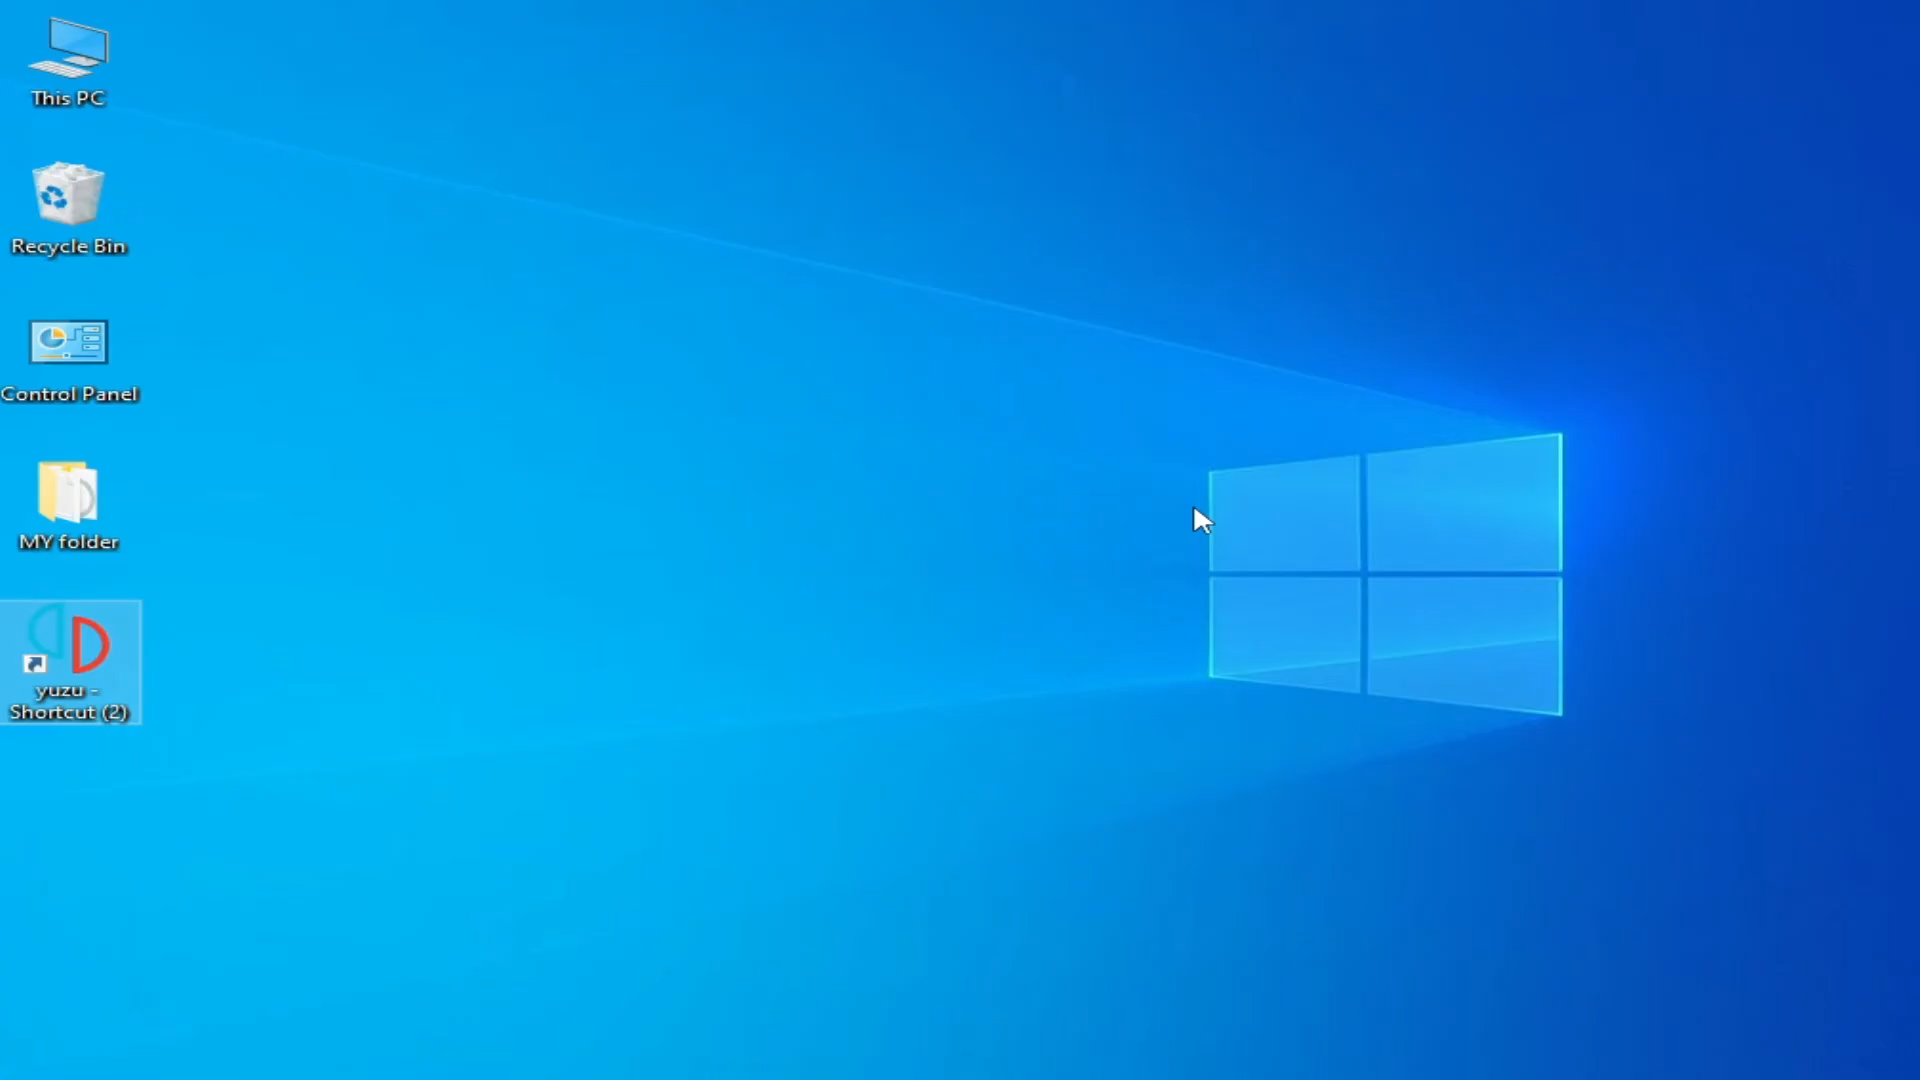 This PC
Recycle Bin
Control Panel
MY folder
yuzu -
Shortcut (2)